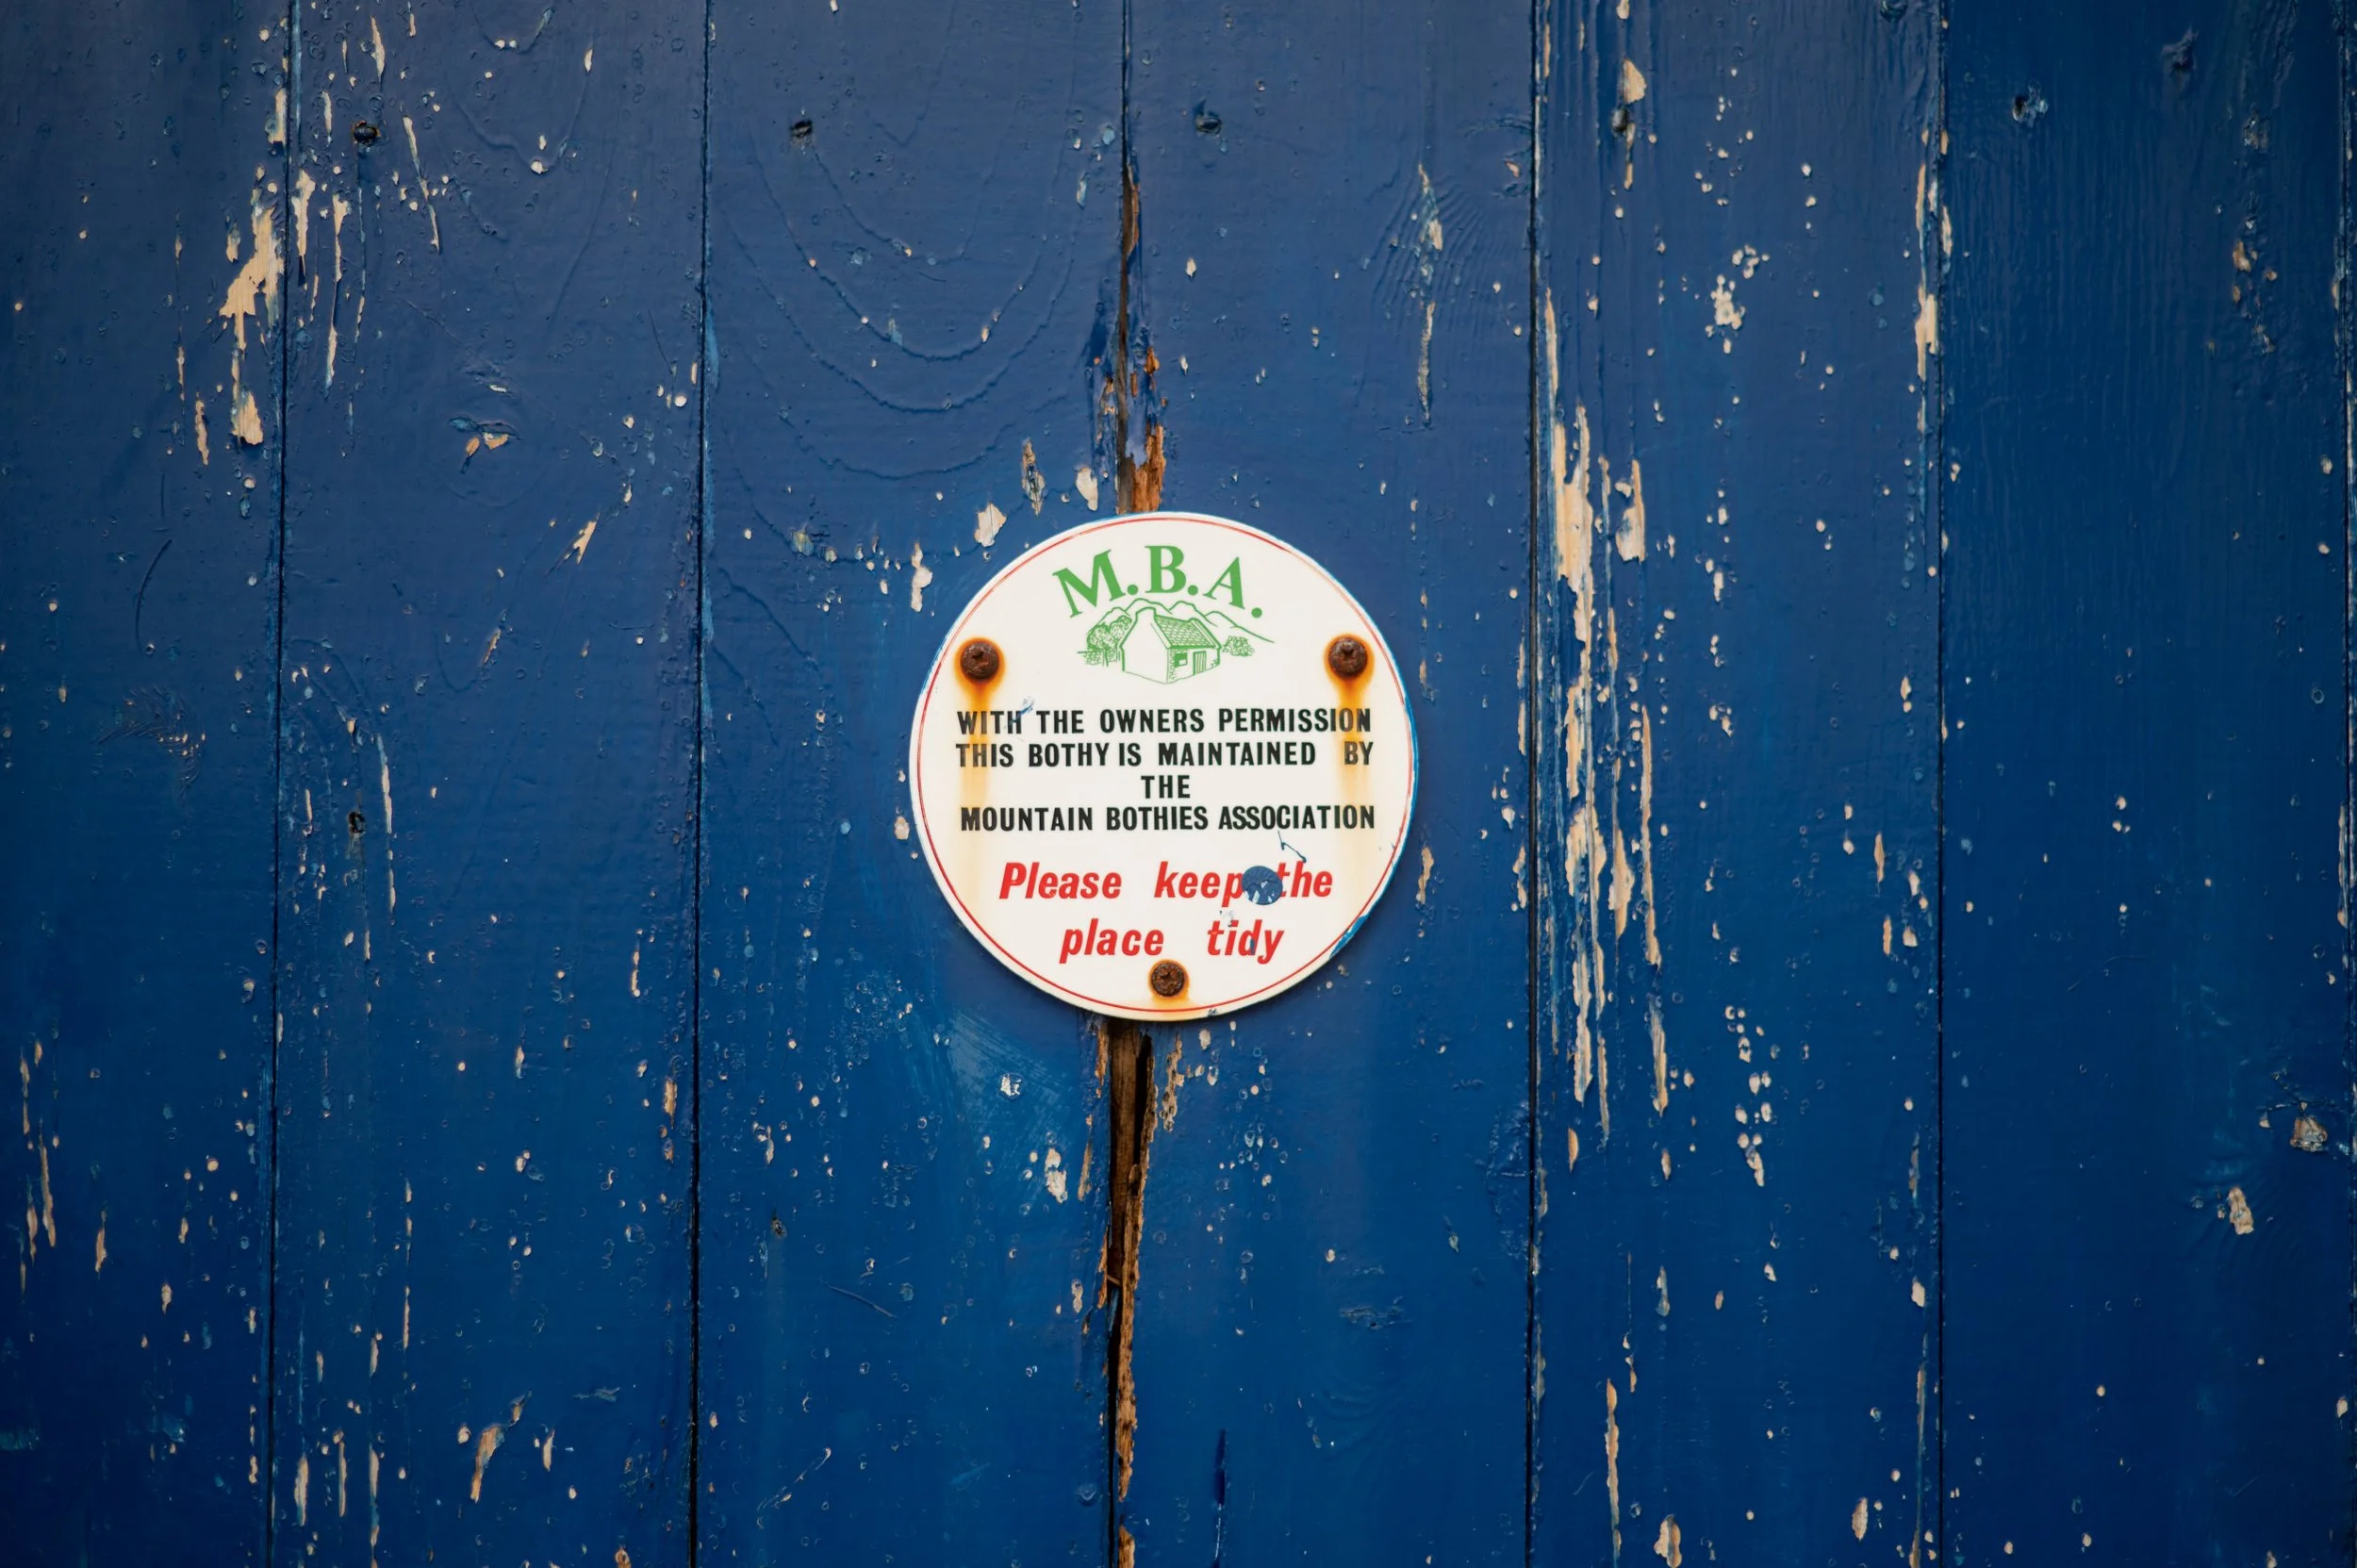 M.B.A.
WITH THE OWNERS PERMISSION
THIS BOTHY IS MAINTAINED BY
THE
MOUNTAIN BOTHIES ASSOCIATION
Please keep the
place tidy